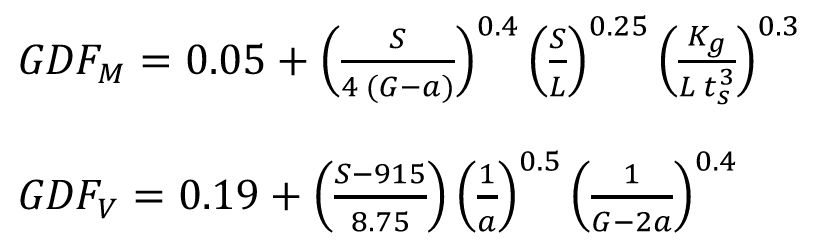 GDF_M = 0.05 + (S / 4 (G−a))^0.4 (S / L)^0.25 (K_g / L t_s^3)^0.3
GDF_V = 0.19 + (S−915 / 8.75) (1 / a)^0.5 (1 / G−2a)^0.4